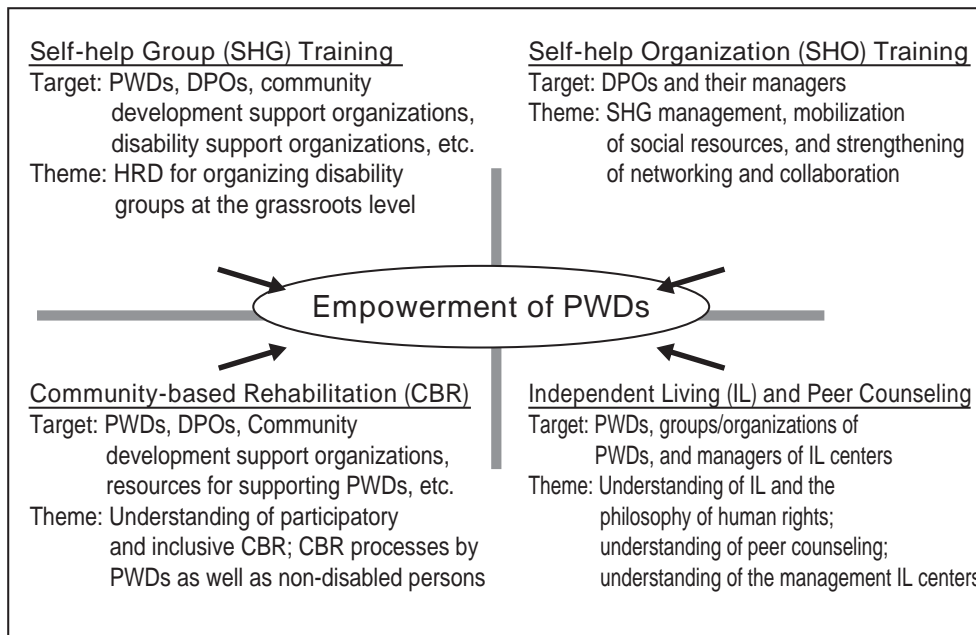 Self-help Group (SHG) Training
Target: PWDs, DPOs, community
development support organizations,
disability support organizations, etc.
Theme: HRD for organizing disability
groups at the grassroots level
Self-help Organization (SHO) Training
Target: DPOs and their managers
Theme: SHG management, mobilization
of social resources, and strengthening
of networking and collaboration
Empowerment of PWDs
Community-based Rehabilitation (CBR)
Target: PWDs, DPOs, Community
development support organizations,
resources for supporting PWDs, etc.
Theme: Understanding of participatory
and inclusive CBR; CBR processes by
PWDs as well as non-disabled persons
Independent Living (IL) and Peer Counseling
Target: PWDs, groups/organizations of
PWDs, and managers of IL centers
Theme: Understanding of IL and the
philosophy of human rights;
understanding of peer counseling;
understanding of the management IL centers